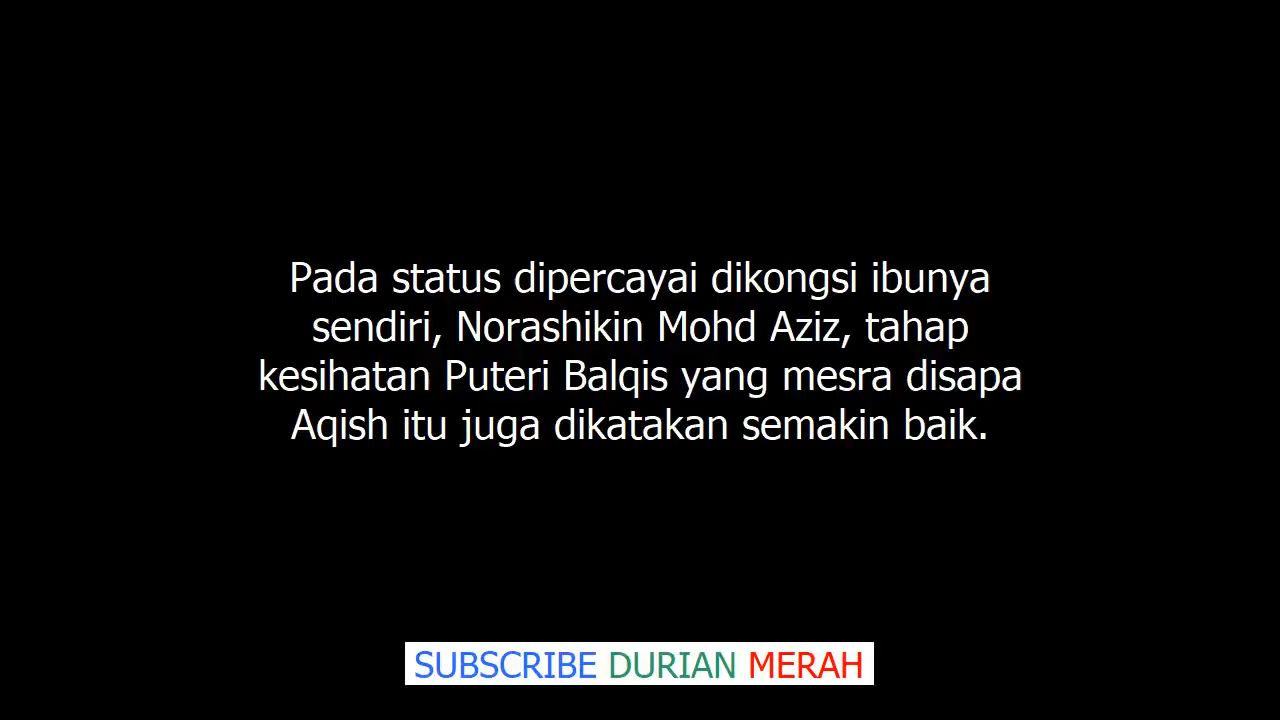 Pada status dipercayai dikongsi ibunya
sendiri, Norashikin Mohd Aziz, tahap
kesihatan Puteri Balqis yang mesra disapa
Aqish itu juga dikatakan semakin baik.
SUBSCRIBE DURIAN MERAH